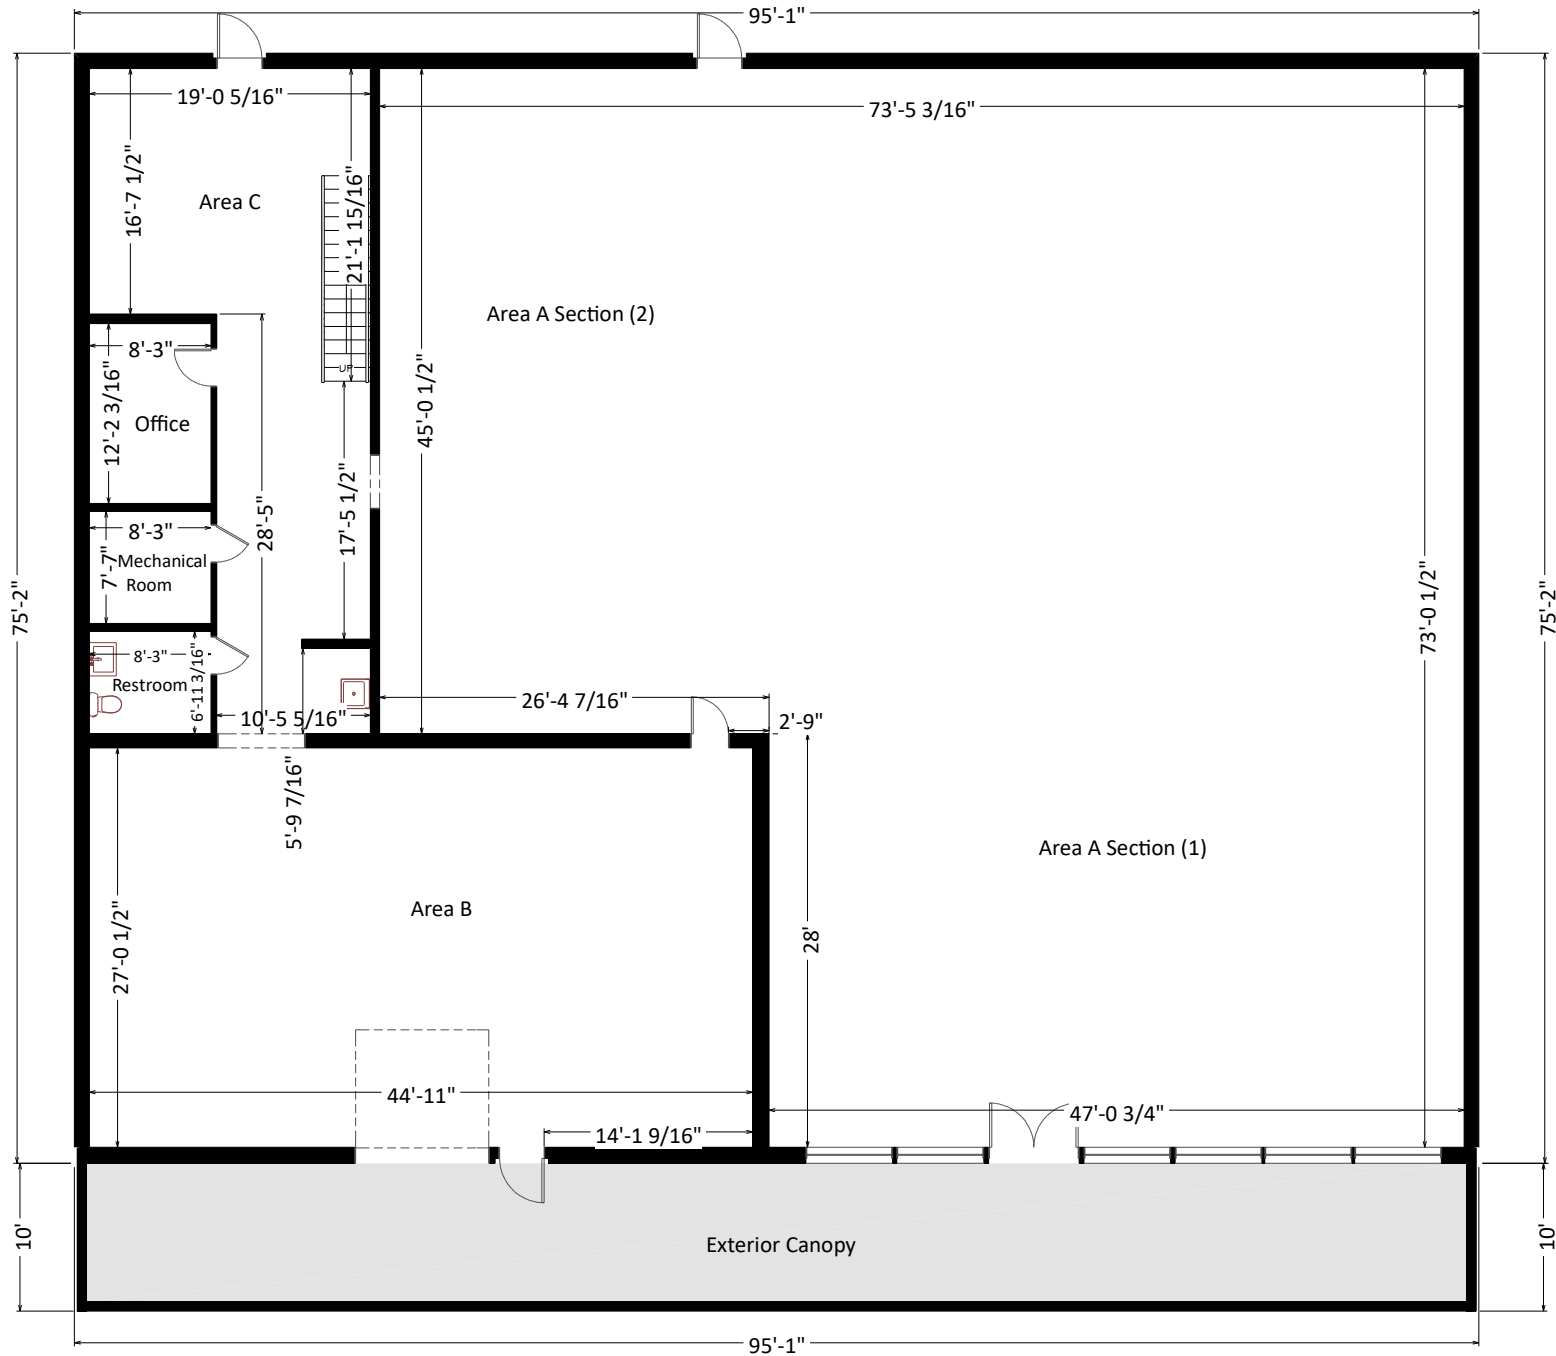 95'-1"
19'-0 5/16"
73'-5 3/16"
16'-7 1/2"
Area C
21'-1 15/16"
Area A Section (2)
8'-3"
UP
12'-2 3/16"
Office
45'-0 1/2"
28'-5"
17'-5 1/2"
8'-3"
7'-7"
Mechanical
Room
75'-2"
73'-0 1/2"
75'-2"
8'-3"
6'-11 3/16"
Restroom
10'-5 5/16"
26'-4 7/16"
2'-9"
5'-9 7/16"
Area A Section (1)
Area B
27'-0 1/2"
28'
44'-11"
47'-0 3/4"
14'-1 9/16"
10'
Exterior Canopy
10'
95'-1"